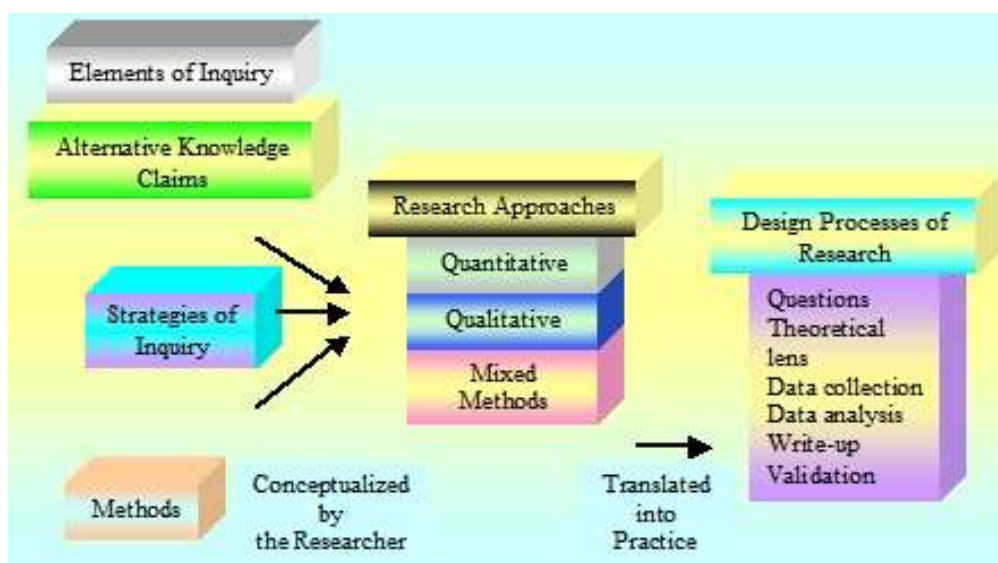 Elements of Inquiry
Alternative Knowledge
Claims
Strategies of
Inquiry
Methods
Conceptualized
by
the Researcher
Research Approaches
Quantitative
Qualitative
Mixed
Methods
Translated
into
Practice
Design Processes of
Research
Questions
Theoretical
lens
Data collection
Data analysis
Write-up
Validation